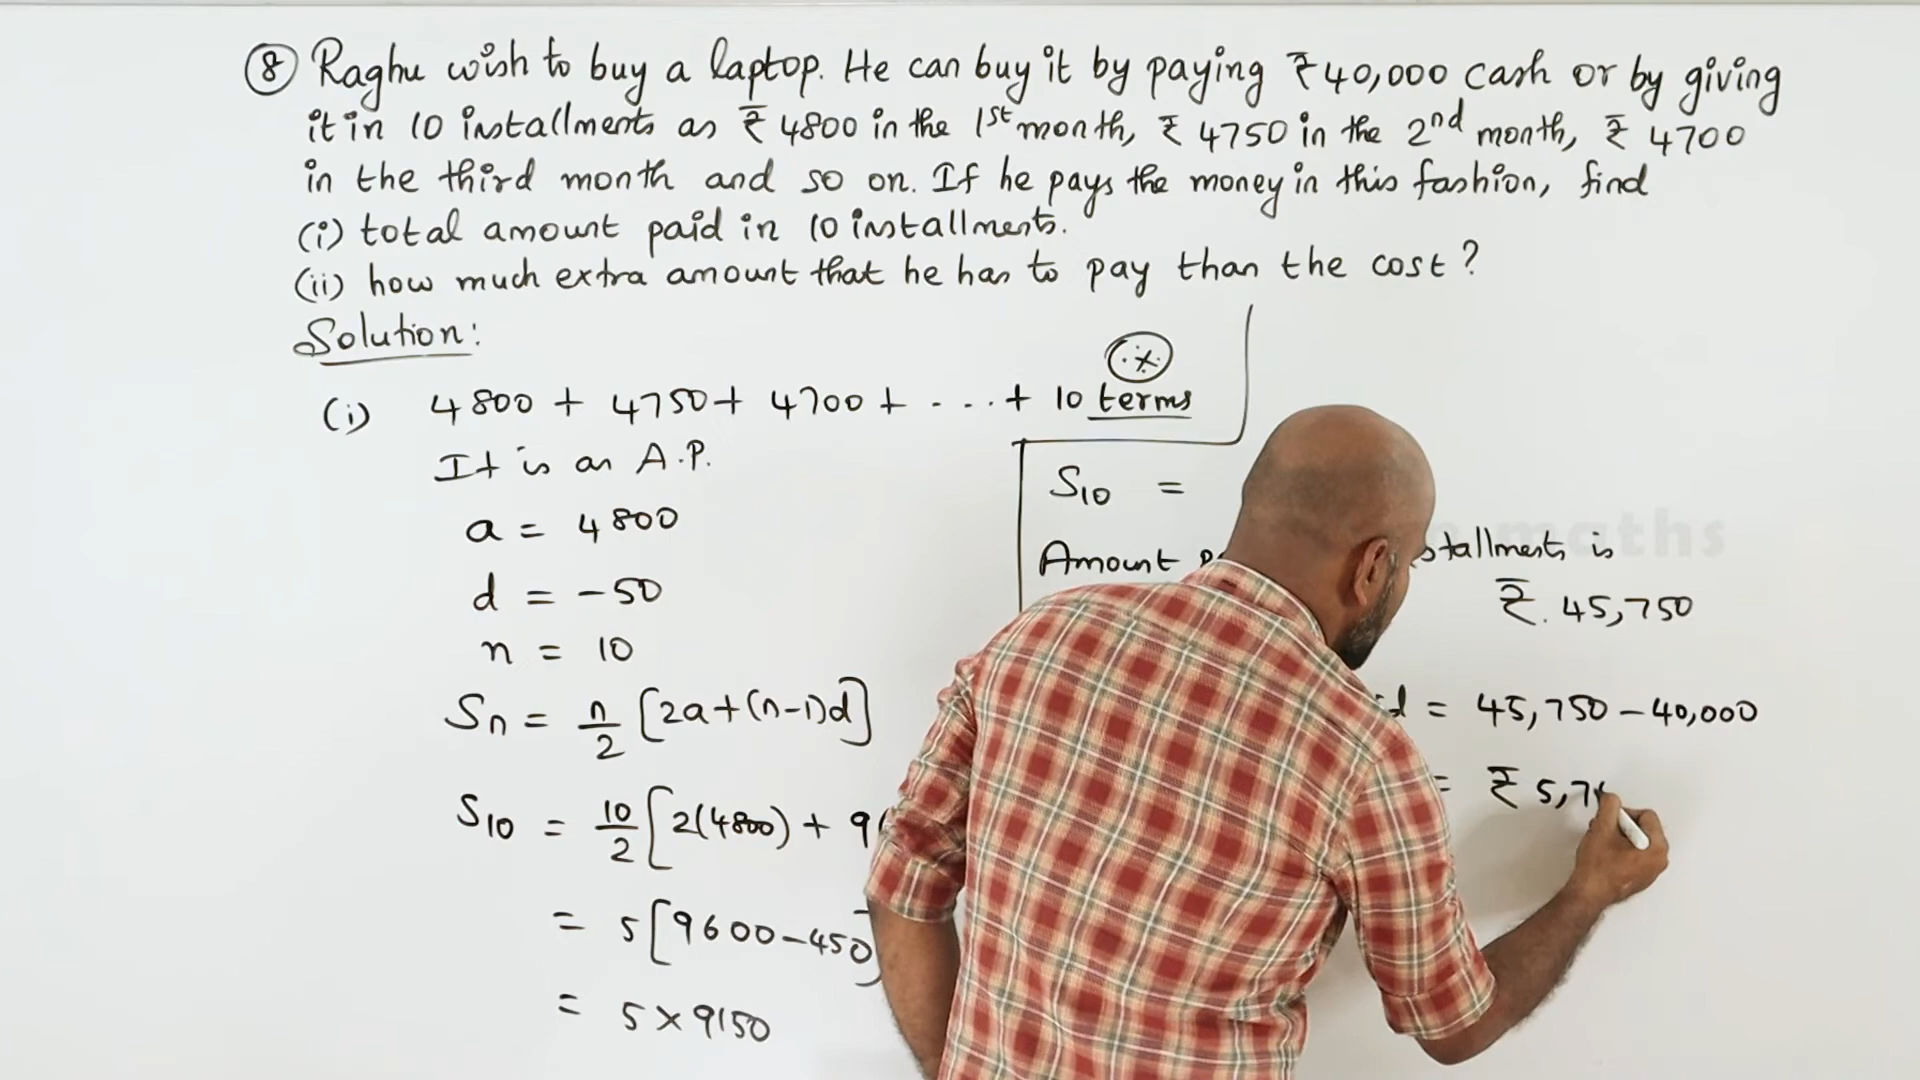 ⑧ Raghu wish to buy a laptop. He can buy it by paying ₹40,000 cash or by giving
it in 10 installments as ₹ 4800 in the 1st month, ₹ 4750 in the 2nd month, ₹ 4700
in the third month and so on. If he pays the money in this fashion, find
(i) total amount paid in 10 installments.
(ii) how much extra amount that he has to pay than the cost?
Solution:
(i) 4800 + 4750 + 4700 + ... + 10 terms
It is an A.P.
a = 4800
d = -50
n = 10
Sn = n/2 [2a+(n-1)d]
S10 = 10/2 [2(4800) + 9(
= 5[9600-450]
= 5 × 9150
S10 =
Amount
is
₹. 45,750
= 45,750 - 40,000
= ₹ 5,7
maths